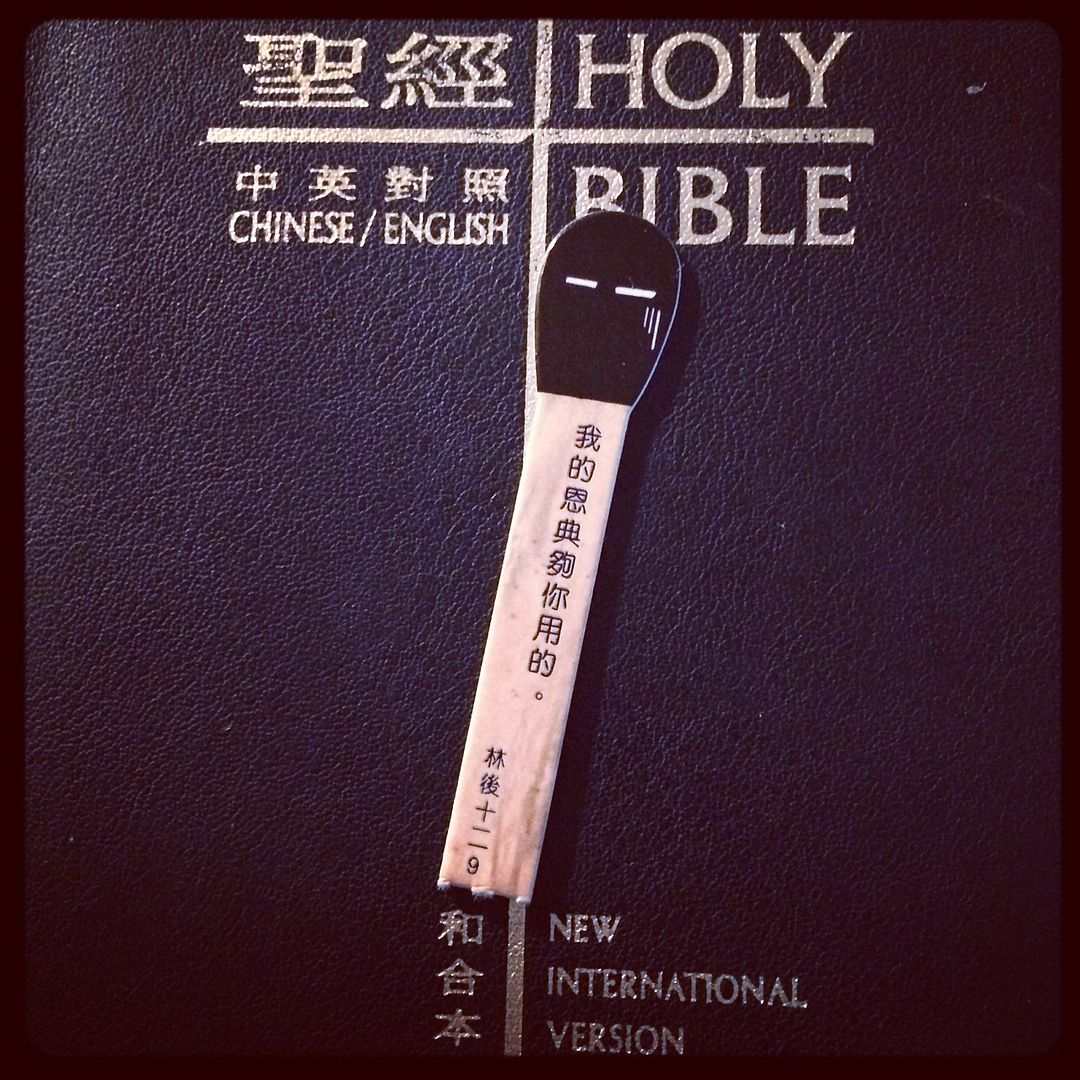 聖經
HOLY
中英對照
CHINESE / ENGLISH
BIBLE
我的恩典夠你用的。
林後十二9
和合本
NEW
INTERNATIONAL
VERSION